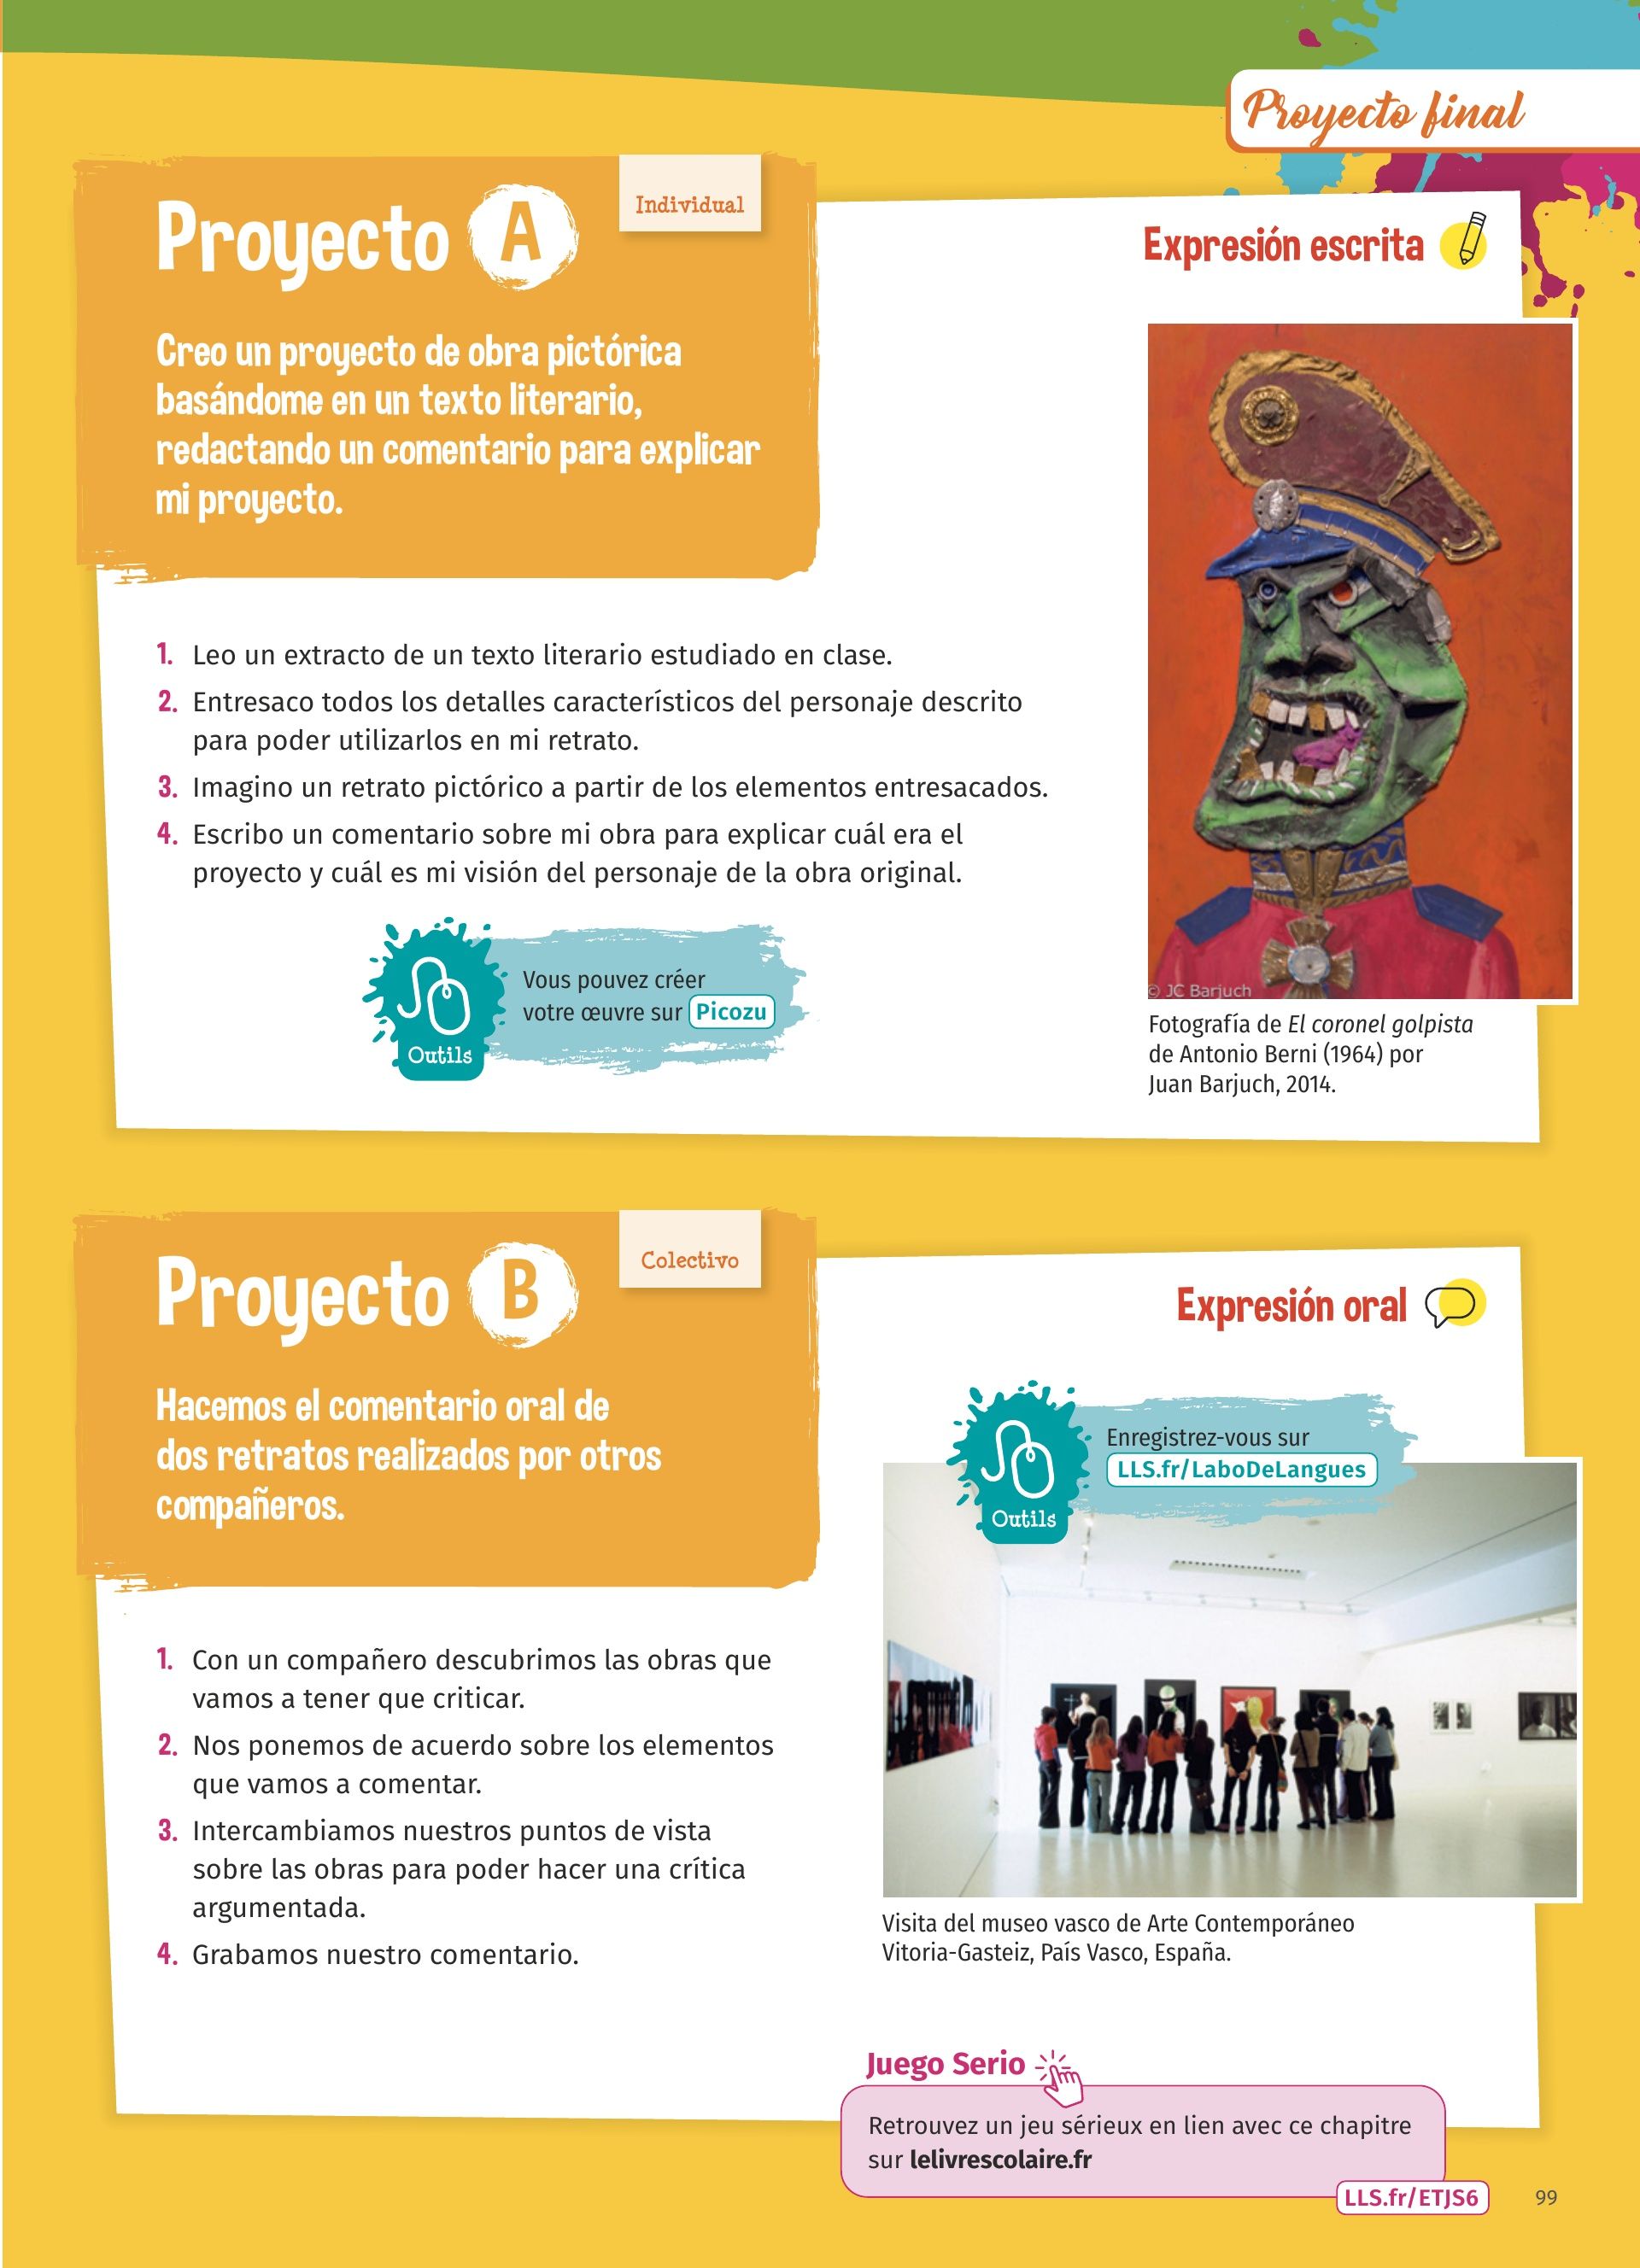 Proyecto final
Proyecto A
Individual
Creo un proyecto de obra pictórica
basándome en un texto literario,
redactando un comentario para explicar
mi proyecto.
Expresión escrita
1. Leo un extracto de un texto literario estudiado en clase.
2. Entresaco todos los detalles característicos del personaje descrito
para poder utilizarlos en mi retrato.
3. Imagino un retrato pictórico a partir de los elementos entresacados.
4. Escribo un comentario sobre mi obra para explicar cuál era el
proyecto y cuál es mi visión del personaje de la obra original.
Outils
Vous pouvez créer
votre œuvre sur Picozu
© JC Barjuch
Fotografía de El coronel golpista
de Antonio Berni (1964) por
Juan Barjuch, 2014.
Proyecto B
Colectivo
Hacemos el comentario oral de
dos retratos realizados por otros
compañeros.
Expresión oral
Outils
Enregistrez-vous sur
LLS.fr/LaboDeLangues
1. Con un compañero descubrimos las obras que
vamos a tener que criticar.
2. Nos ponemos de acuerdo sobre los elementos
que vamos a comentar.
3. Intercambiamos nuestros puntos de vista
sobre las obras para poder hacer una crítica
argumentada.
4. Grabamos nuestro comentario.
Visita del museo vasco de Arte Contemporáneo
Vitoria-Gasteiz, País Vasco, España.
Juego Serio
Retrouvez un jeu sérieux en lien avec ce chapitre
sur lelivrescolaire.fr
LLS.fr/ETJS6
99